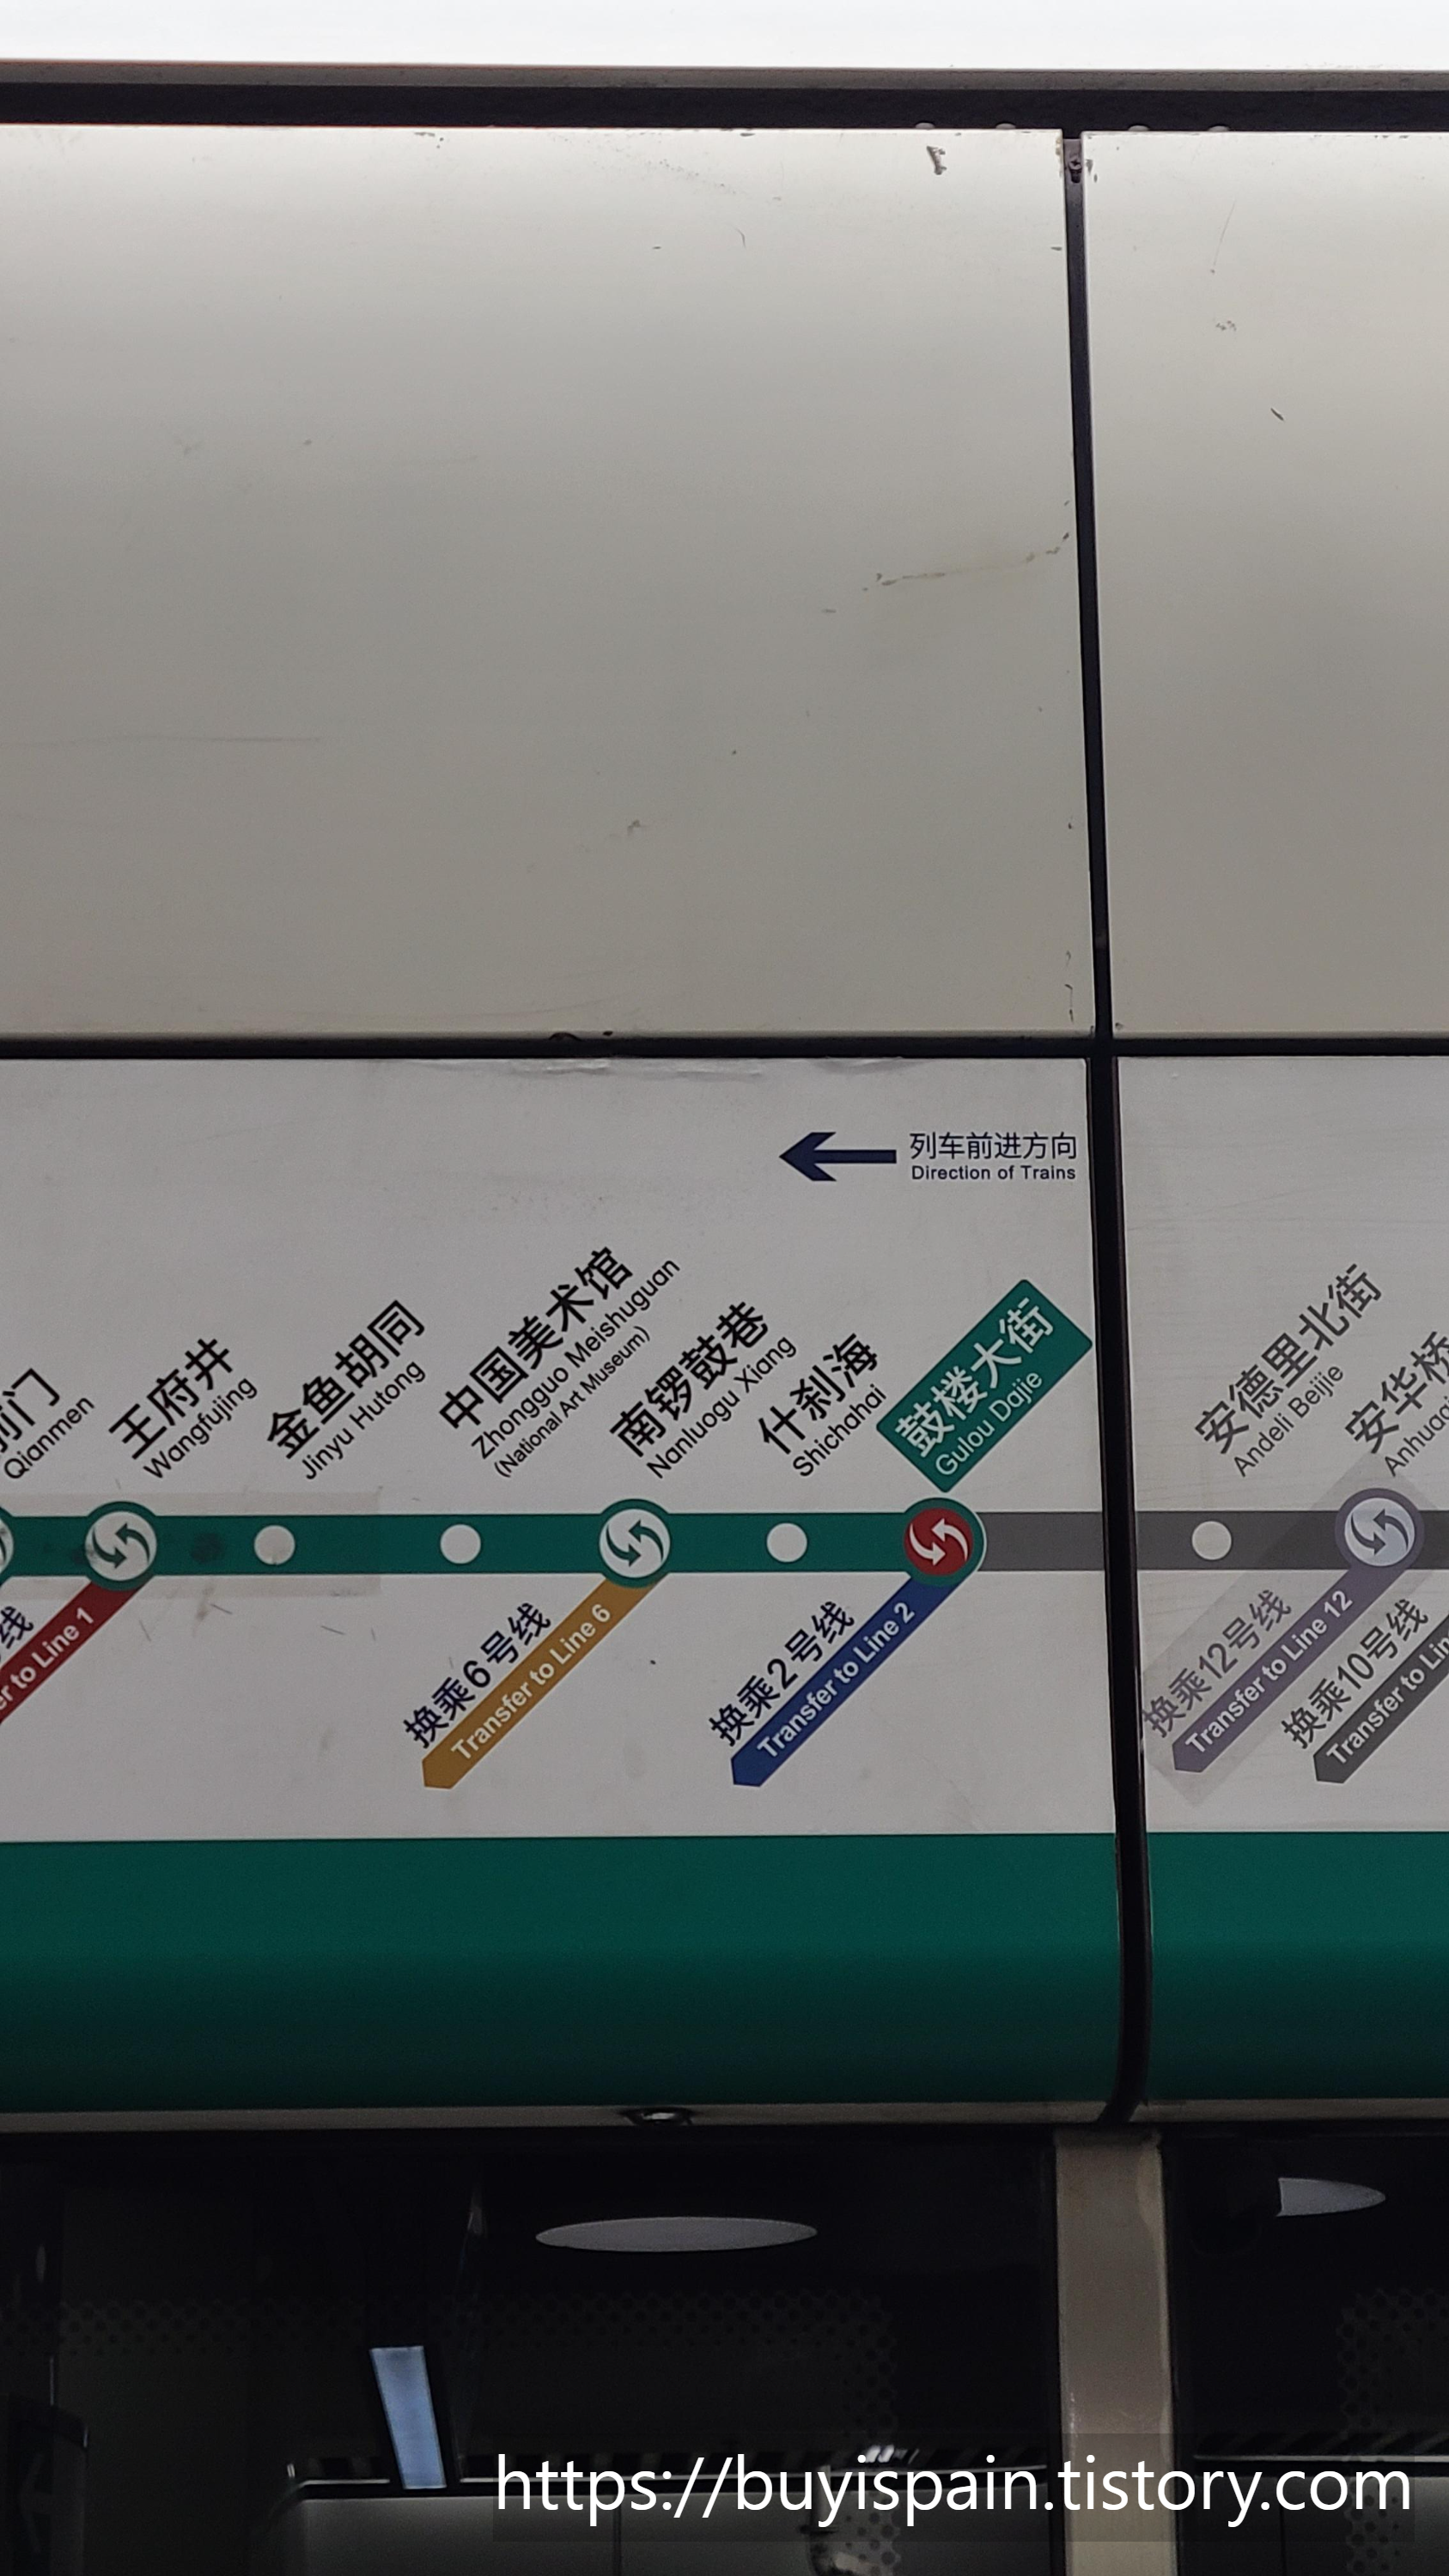 列车前进方向
Direction of Trains
门
Qianmen
王府井
Wangfujing
金鱼胡同
Jinyu Hutong
中国美术馆
Zhongguo Meishuguan
(National Art Museum)
南锣鼓巷
Nanluogu Xiang
什刹海
Shichahai
鼓楼大街
Gulou Dajie
安德里北街
Andeli Beijie
安华桥
号线
to Line 1
换乘6号线
Transfer to Line 6
换乘2号线
Transfer to Line 2
换乘12号线
Transfer to Line 12
换乘10号线
Transfer to
https://buyispain.tistory.com